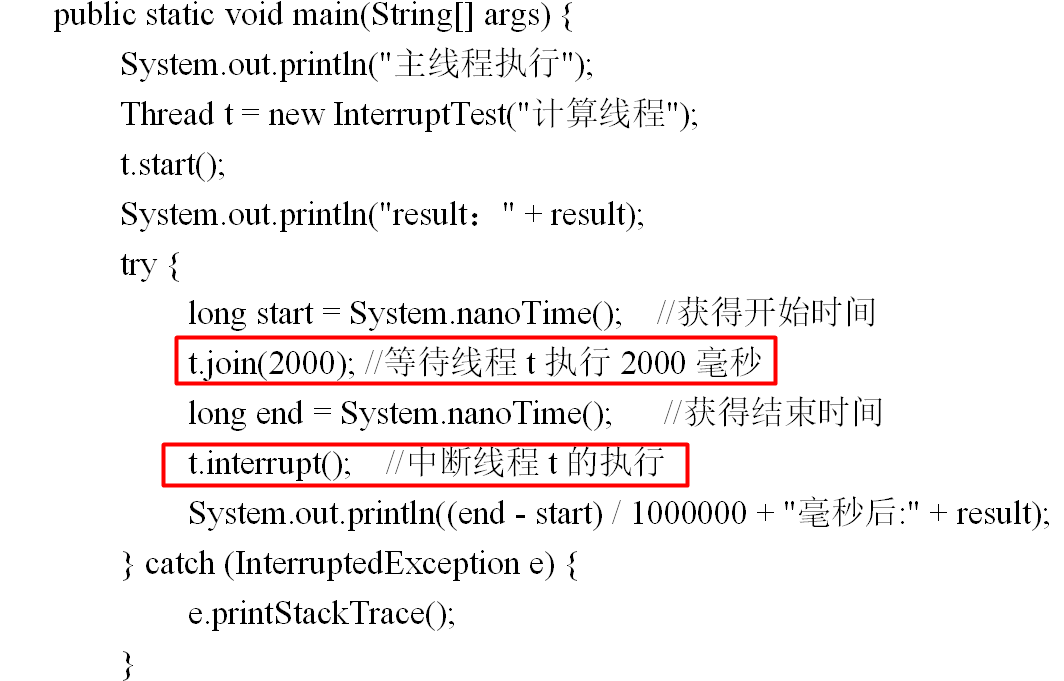 public static void main(String[] args) {
System.out.println("主线程执行");
Thread t = new InterruptTest("计算线程");
t.start();
System.out.println("result：" + result);
try {
long start = System.nanoTime(); //获得开始时间
t.join(2000); //等待线程 t 执行 2000 毫秒
long end = System.nanoTime(); //获得结束时间
t.interrupt(); //中断线程 t 的执行
System.out.println((end - start) / 1000000 + "毫秒后:" + result);
} catch (InterruptedException e) {
e.printStackTrace();
}